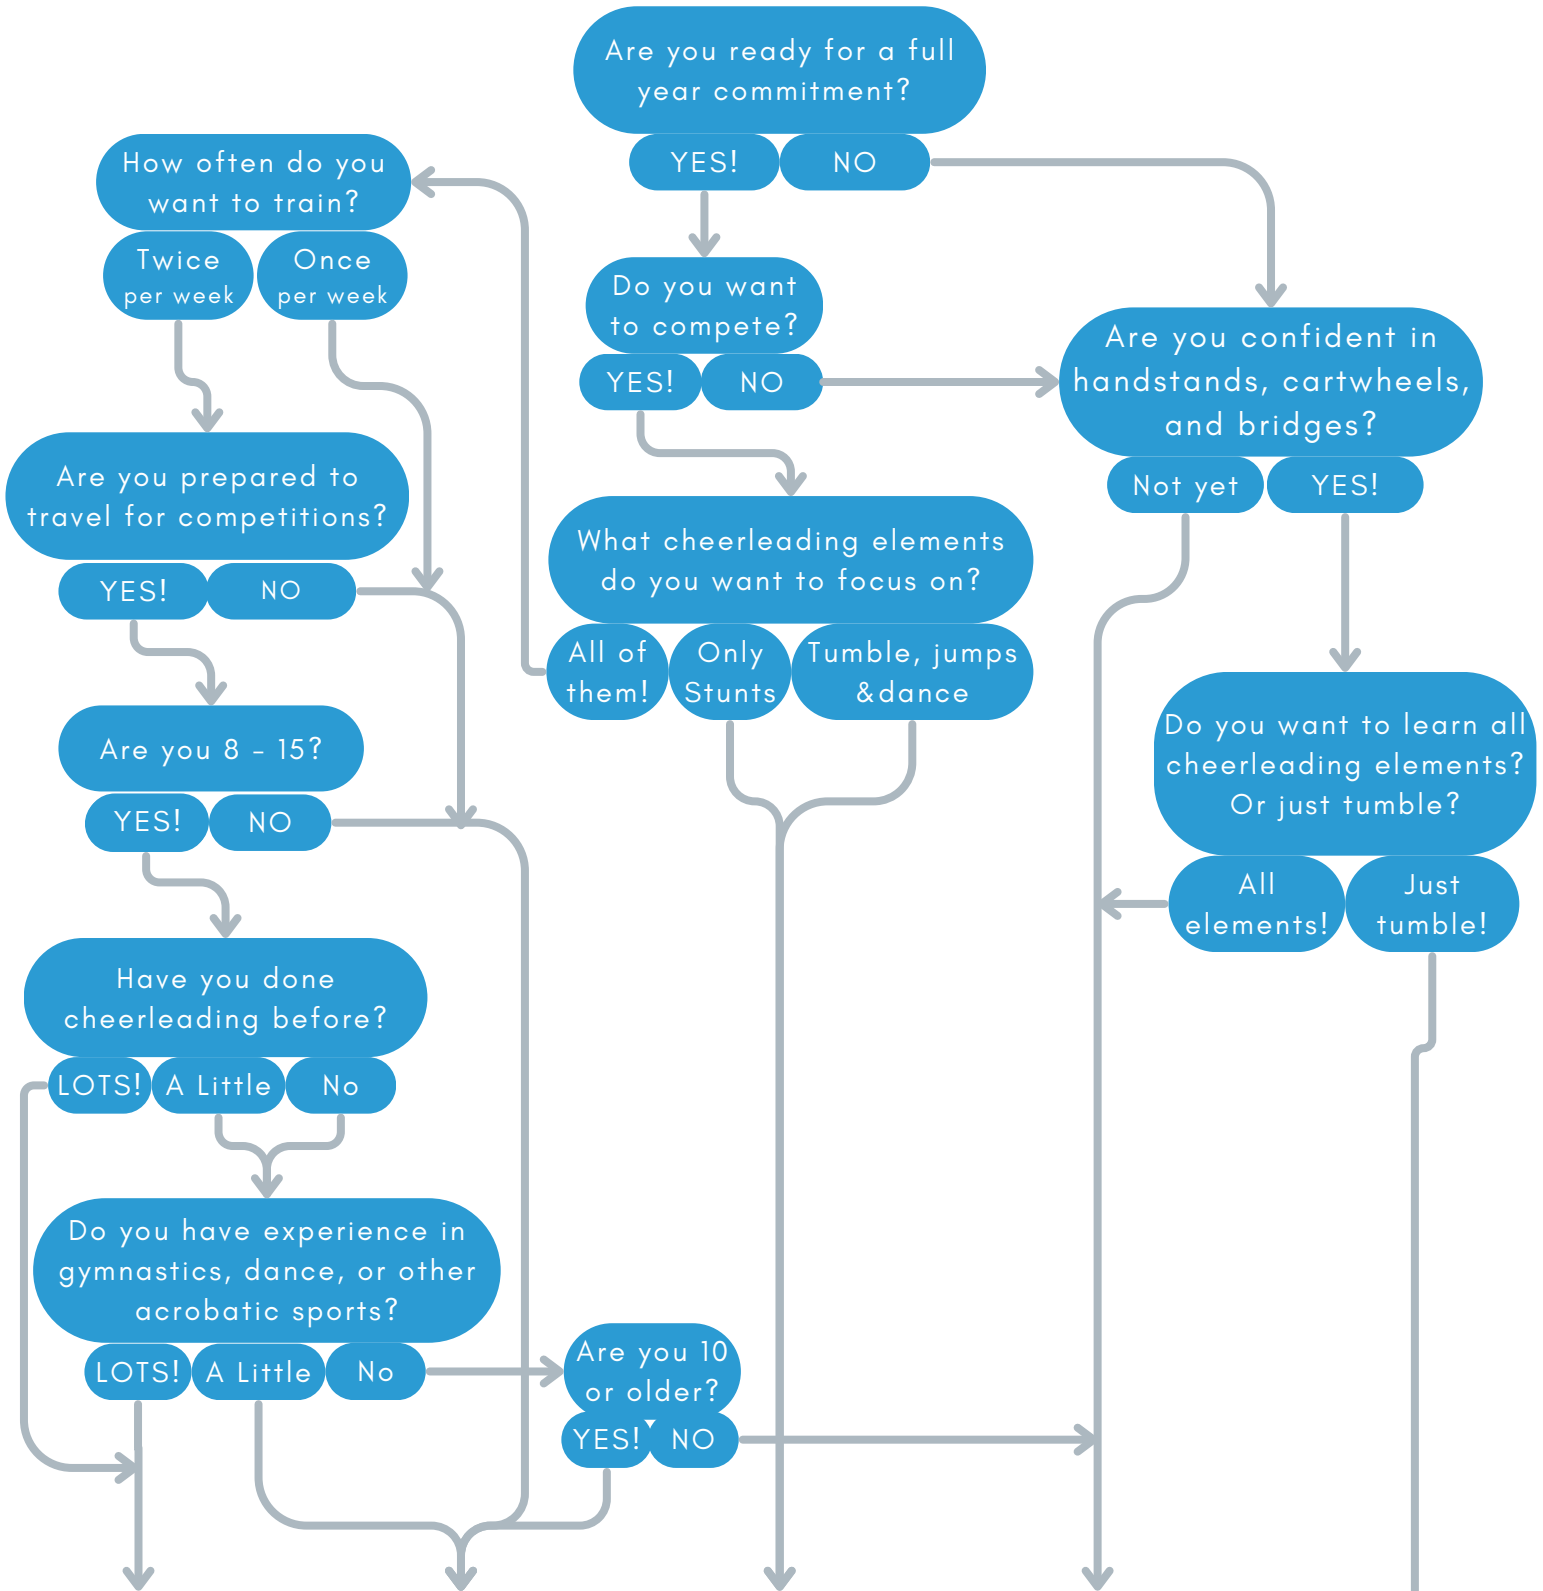 Are you ready for a full
year commitment?
YES!
NO
How often do you
want to train?
Twice
per week
Once
per week
Do you want
to compete?
YES!
NO
Are you confident in
handstands, cartwheels,
and bridges?
Not yet
YES!
Are you prepared to
travel for competitions?
YES!
NO
What cheerleading elements
do you want to focus on?
All of
them!
Only
Stunts
Tumble, jumps
&dance
Are you 8 - 15?
YES!
NO
Do you want to learn all
cheerleading elements?
Or just tumble?
All
elements!
Just
tumble!
Have you done
cheerleading before?
LOTS!
A Little
No
Do you have experience in
gymnastics, dance, or other
acrobatic sports?
LOTS!
A Little
No
Are you 10
or older?
YES!
NO